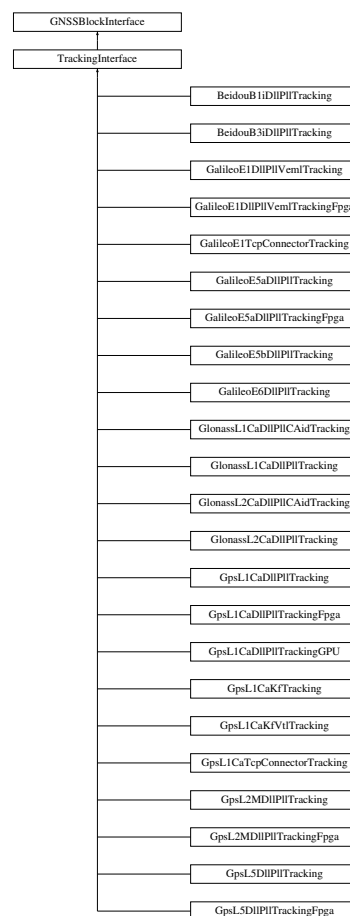 GNSSBlockInterface
TrackingInterface
BeidouB1iDllPllTracking
BeidouB3iDllPllTracking
GalileoE1DllPllVemlTracking
GalileoE1DllPllVemlTrackingFpga
GalileoE1TcpConnectorTracking
GalileoE5aDllPllTracking
GalileoE5aDllPllTrackingFpga
GalileoE5bDllPllTracking
GalileoE6DllPllTracking
GlonassL1CaDllPllCAidTracking
GlonassL1CaDllPllTracking
GlonassL2CaDllPllCAidTracking
GlonassL2CaDllPllTracking
GpsL1CaDllPllTracking
GpsL1CaDllPllTrackingFpga
GpsL1CaDllPllTrackingGPU
GpsL1CaKfTracking
GpsL1CaKfVtlTracking
GpsL1CaTcpConnectorTracking
GpsL2MDllPllTracking
GpsL2MDllPllTrackingFpga
GpsL5DllPllTracking
GpsL5DllPllTrackingFpga